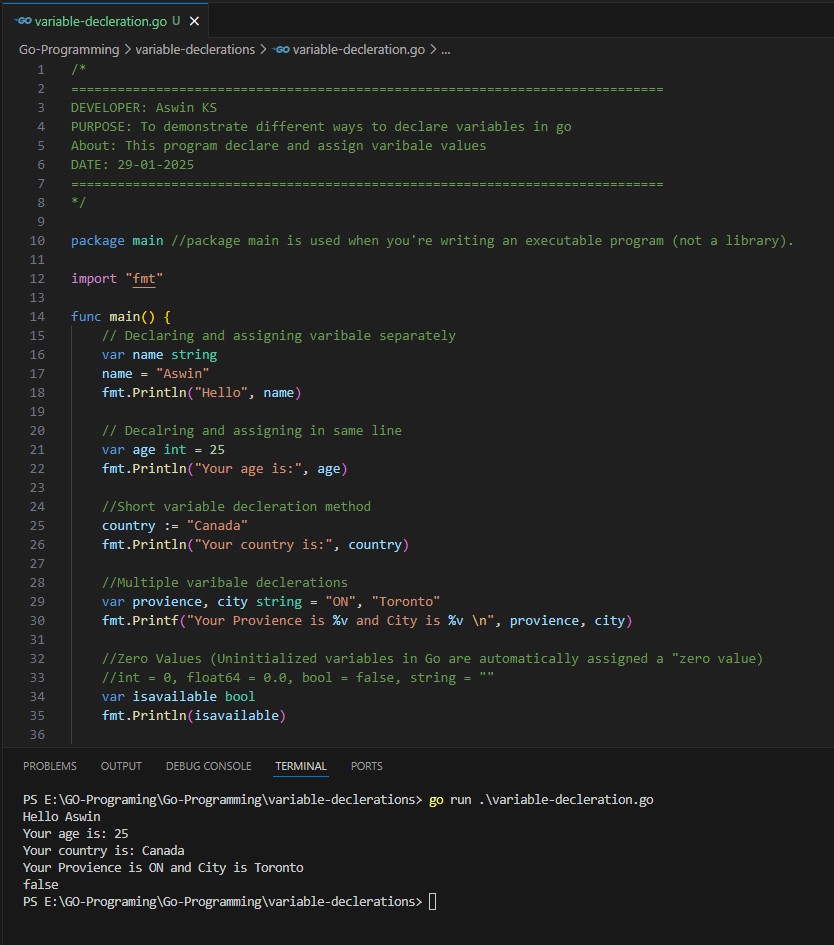 GO variable-decleration.go U ×
Go-Programming > variable-declerations > GO variable-decleration.go > ...
1 /*
2 =============================================================================
3 DEVELOPER: Aswin KS
4 PURPOSE: To demonstrate different ways to declare variables in go
5 About: This program declare and assign varibale values
6 DATE: 29-01-2025
7 =============================================================================
8 */
9
10 package main //package main is used when you're writing an executable program (not a library).
11
12 import "fmt"
13
14 func main() {
15 // Declaring and assigning varibale separately
16 var name string
17 name = "Aswin"
18 fmt.Println("Hello", name)
19
20 // Decalring and assigning in same line
21 var age int = 25
22 fmt.Println("Your age is:", age)
23
24 //Short variable decleration method
25 country := "Canada"
26 fmt.Println("Your country is:", country)
27
28 //Multiple varibale declerations
29 var provience, city string = "ON", "Toronto"
30 fmt.Printf("Your Provience is %v and City is %v \n", provience, city)
31
32 //Zero Values (Uninitialized variables in Go are automatically assigned a "zero value)
33 //int = 0, float64 = 0.0, bool = false, string = ""
34 var isavailable bool
35 fmt.Println(isavailable)
36
PROBLEMS OUTPUT DEBUG CONSOLE TERMINAL PORTS
PS E:\GO-Programing\Go-Programming\variable-declerations> go run .\variable-decleration.go
Hello Aswin
Your age is: 25
Your country is: Canada
Your Provience is ON and City is Toronto
false
PS E:\GO-Programing\Go-Programming\variable-declerations>